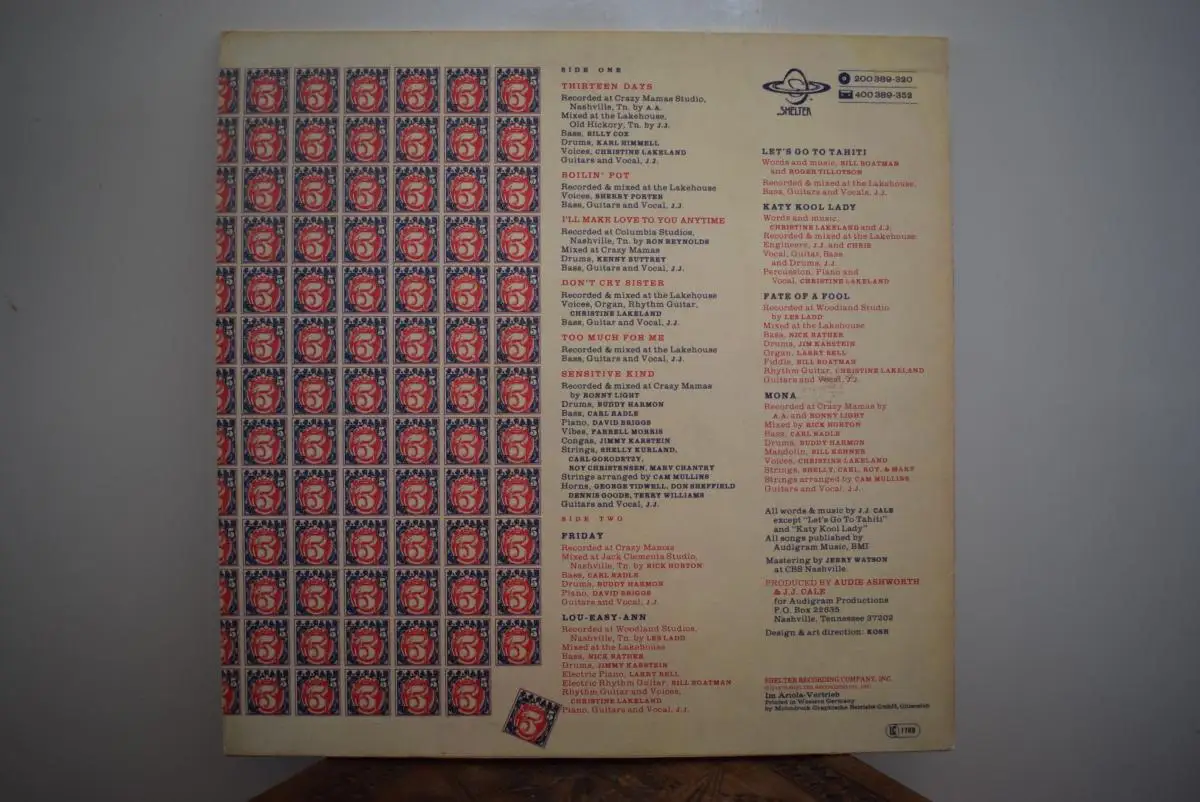 SIDE ONE
THIRTEEN DAYS
Recorded at Crazy Mamas Studio,
Nashville, Tn. by A.A.
Mixed at the Lakehouse,
Old Hickory, Tn. by J.J.
Bass, BILLY COX
Drums, KARL HIMMELL
Voices, CHRISTINE LAKELAND
Guitars and Vocal, J.J.
BOILIN' POT
Recorded & mixed at the Lakehouse
Voices, SHERRY PORTER
Bass, Guitars and Vocal, J.J.
I'LL MAKE LOVE TO YOU ANYTIME
Recorded at Columbia Studios,
Nashville, Tn. by RON REYNOLDS
Mixed at Crazy Mamas
Drums, KENNY BUTTREY
Bass, Guitars and Vocal, J.J.
DON'T CRY SISTER
Recorded & mixed at the Lakehouse
Voices, Organ, Rhythm Guitar,
CHRISTINE LAKELAND
Bass, Guitar and Vocal, J.J.
TOO MUCH FOR ME
Recorded & mixed at the Lakehouse
Bass, Guitars and Vocal, J.J.
SENSITIVE KIND
Recorded & mixed at Crazy Mamas
by RONNY LIGHT
Drums, BUDDY HARMON
Bass, CARL RADLE
Piano, DAVID BRIGGS
Vibes, FARRELL MORRIS
Congas, JIMMY KARSTEIN
Strings, SHELLY KURLAND,
CARL GORODETZY,
ROY CHRISTENSEN, MARY CHANTRY
Strings arranged by CAM MULLINS
Horns, GEORGE TIDWELL, DON SHEFFIELD
DENNIS GOODE, TERRY WILLIAMS
Guitars and Vocal, J.J.
SIDE TWO
FRIDAY
Recorded at Crazy Mamas
Mixed at Jack Clements Studio,
Nashville, Tn. by RICK HORTON
Bass, CARL RADLE
Drums, BUDDY HARMON
Piano, DAVID BRIGGS
Guitars and Vocal, J.J.
LOU-EASY-ANN
Recorded at Woodland Studios,
Nashville, Tn. by LES LADD
Mixed at the Lakehouse
Bass, NICK RATHER
Drums, JIMMY KARSTEIN
Electric Piano, LARRY BELL
Electric Rhythm Guitar, BILL BOATMAN
Rhythm Guitar and Voices,
CHRISTINE LAKELAND
Piano, Guitars and Vocal, J.J.
SHELTER
200 389-320
400 389-352
LET'S GO TO TAHITI
Words and music, BILL BOATMAN
and ROGER TILLOTSON
Recorded & mixed at the Lakehouse,
Bass, Guitars and Vocals, J.J.
KATY KOOL LADY
Words and music,
CHRISTINE LAKELAND and J.J.
Recorded & mixed at the Lakehouse
Engineers, J.J. and CHRIS
Vocal, Guitar, Bass
and Drums, J.J.
Percussion, Piano and
Vocal, CHRISTINE LAKELAND
FATE OF A FOOL
Recorded at Woodland Studio
by LES LADD
Mixed at the Lakehouse
Bass, NICK RATHER
Drums, JIM KARSTEIN
Organ, LARRY BELL
Fiddle, BILL BOATMAN
Rhythm Guitar, CHRISTINE LAKELAND
Guitars and Vocal, J.J.
MONA
Recorded at Crazy Mamas by
A.A. and RONNY LIGHT
Mixed by RICK HORTON
Bass, CARL RADLE
Drums, BUDDY HARMON
Mandolin, BILL KENNER
Voices, CHRISTINE LAKELAND
Strings, SHELLY, CARL, ROY, & MARY
Strings arranged by CAM MULLINS
Guitars and Vocal, J.J.
All words & music by J.J. CALE
except "Let's Go To Tahiti"
and "Katy Kool Lady"
All songs published by
Audigram Music, BMI
Mastering by JERRY WATSON
at CBS Nashville
PRODUCED BY AUDIE ASHWORTH
& J.J. CALE
for Audigram Productions
P.O. Box 22635
Nashville, Tennessee 37202
Design & art direction: KOSH
SHELTER RECORDING COMPANY, INC.
Im Ariola-Vertrieb
Printed in Western Germany
by Mohndruck Graphische Betriebe GmbH, Gütersloh
LC 1789
5